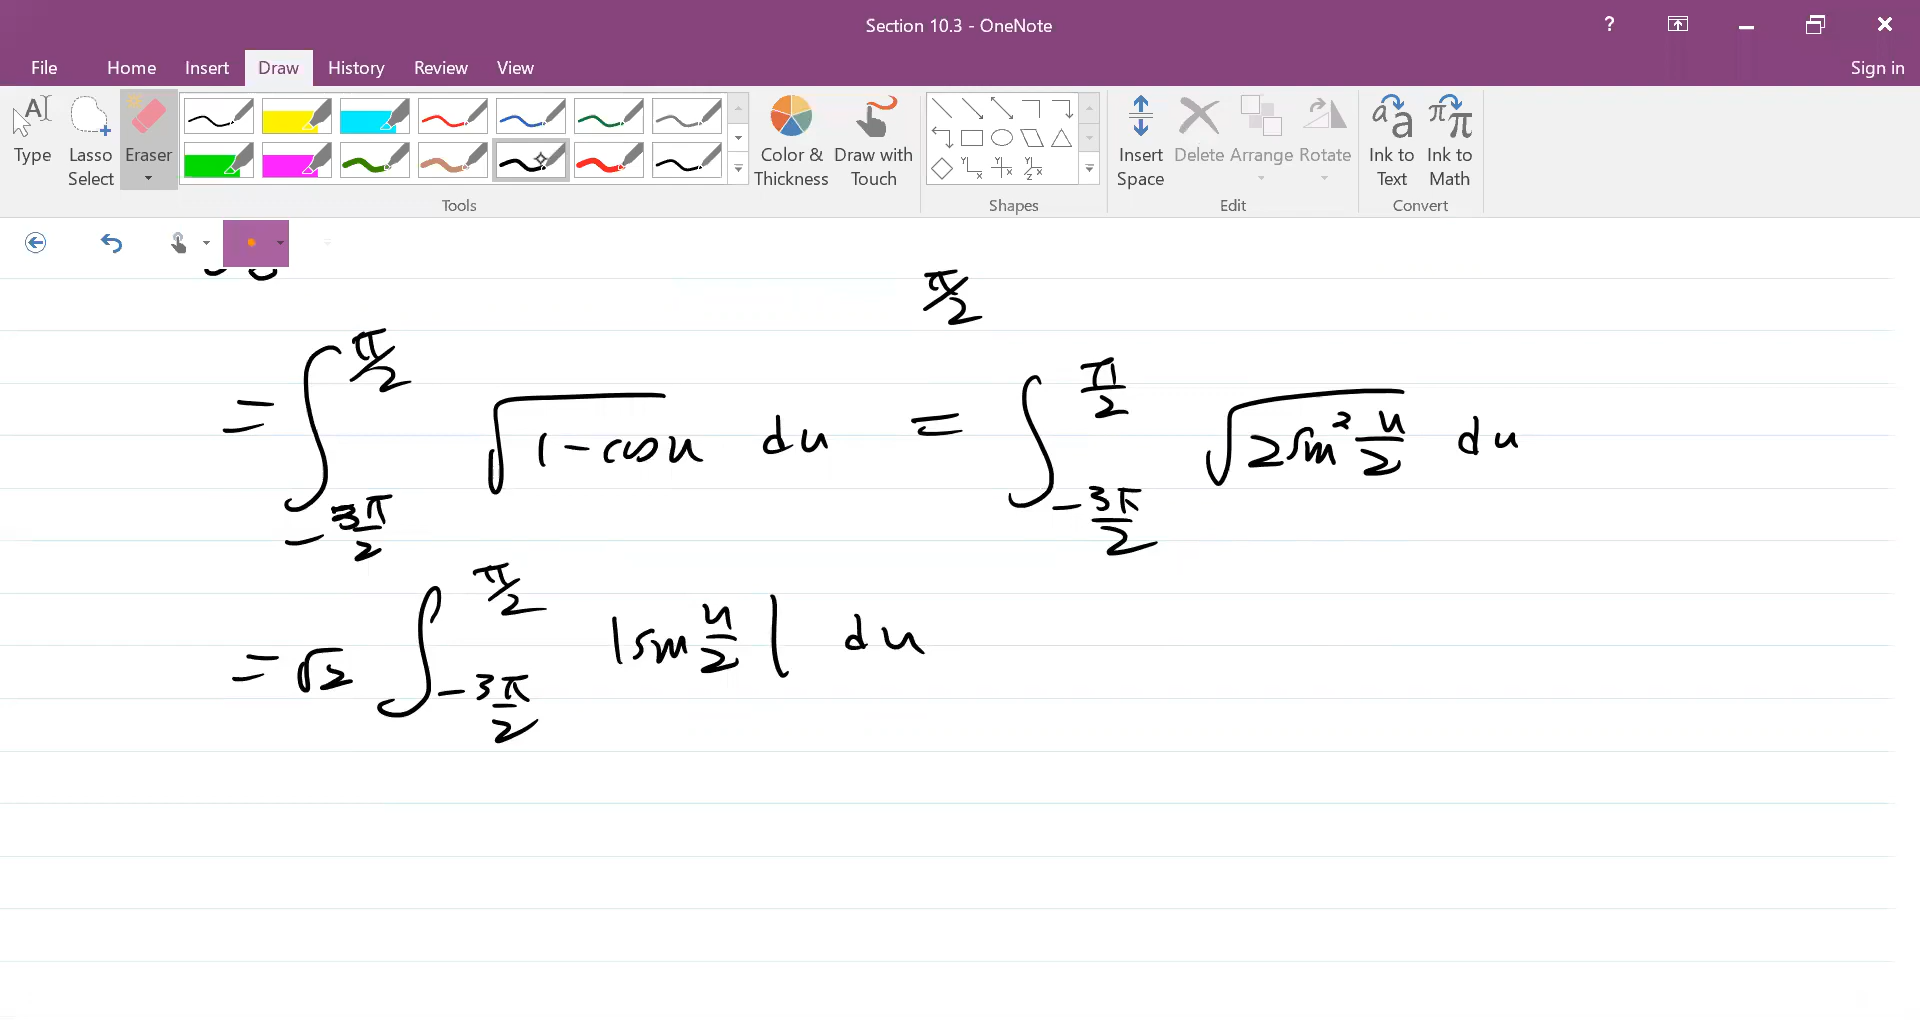 Section 10.3 - OneNote
?
File Home Insert Draw History Review View Sign in
Type Lasso Select Eraser Color & Thickness Draw with Touch Insert Space Delete Arrange Rotate Ink to Text Ink to Math
Tools Shapes Edit Convert
π/2
= ∫_{-3π/2}^{π/2} √(1 - cos u) du = ∫_{-3π/2}^{π/2} √(2 sin² u/2) du
= √2 ∫_{-3π/2}^{π/2} |sin u/2| du